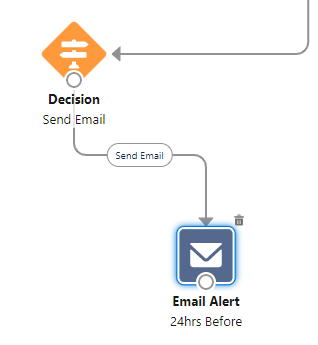 Decision
Send Email
Send Email
Email Alert
24hrs Before